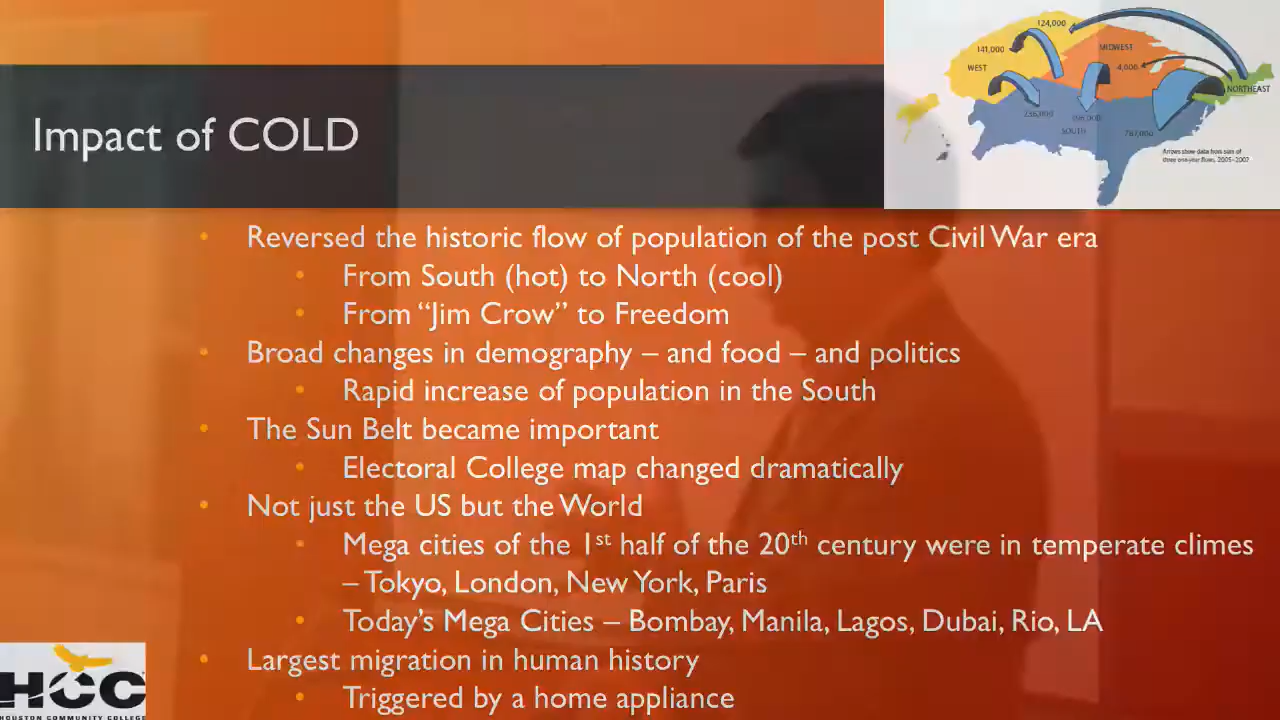 124,000
141,000
MIDWEST
WEST
4,000
NORTHEAST
SOUTH
Arrows show data from sets of
three one-year flows, 2005-2007.
Impact of COLD
• Reversed the historic flow of population of the post Civil War era
• From South (hot) to North (cool)
• From “Jim Crow” to Freedom
• Broad changes in demography – and food – and politics
• Rapid increase of population in the South
• The Sun Belt became important
• Electoral College map changed dramatically
• Not just the US but the World
• Mega cities of the 1st half of the 20th century were in temperate climes
– Tokyo, London, New York, Paris
• Today’s Mega Cities – Bombay, Manila, Lagos, Dubai, Rio, LA
• Largest migration in human history
• Triggered by a home appliance
HCC
HOUSTON COMMUNITY COLLEGE